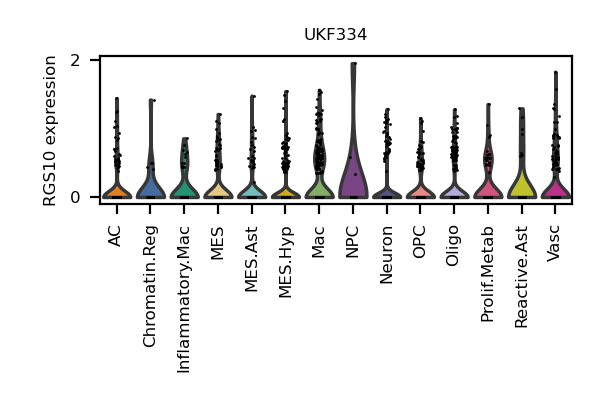 UKF334
RGS10 expression
2
0
AC
Chromatin.Reg
Inflammatory.Mac
MES
MES.Ast
MES.Hyp
Mac
NPC
Neuron
OPC
Oligo
Prolif.Metab
Reactive.Ast
Vasc